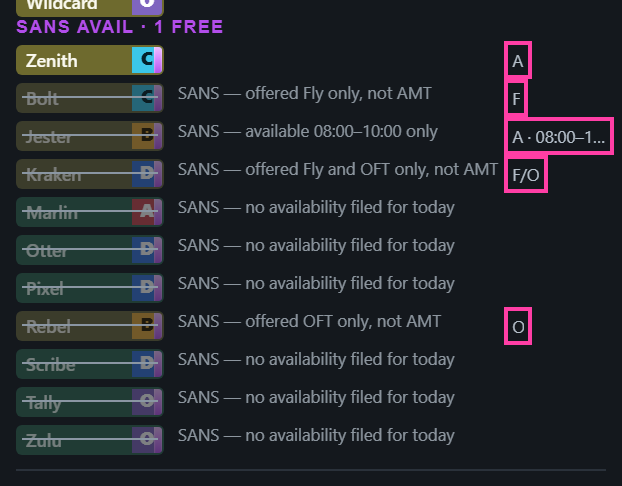 Wildcard O
SANS AVAIL · 1 FREE
Zenith C A
Bolt C SANS — offered Fly only, not AMT F
Jester B SANS — available 08:00–10:00 only A · 08:00–1...
Kraken D SANS — offered Fly and OFT only, not AMT F/O
Marlin A SANS — no availability filed for today
Otter D SANS — no availability filed for today
Pixel D SANS — no availability filed for today
Rebel B SANS — offered OFT only, not AMT O
Scribe D SANS — no availability filed for today
Tally O SANS — no availability filed for today
Zulu O SANS — no availability filed for today